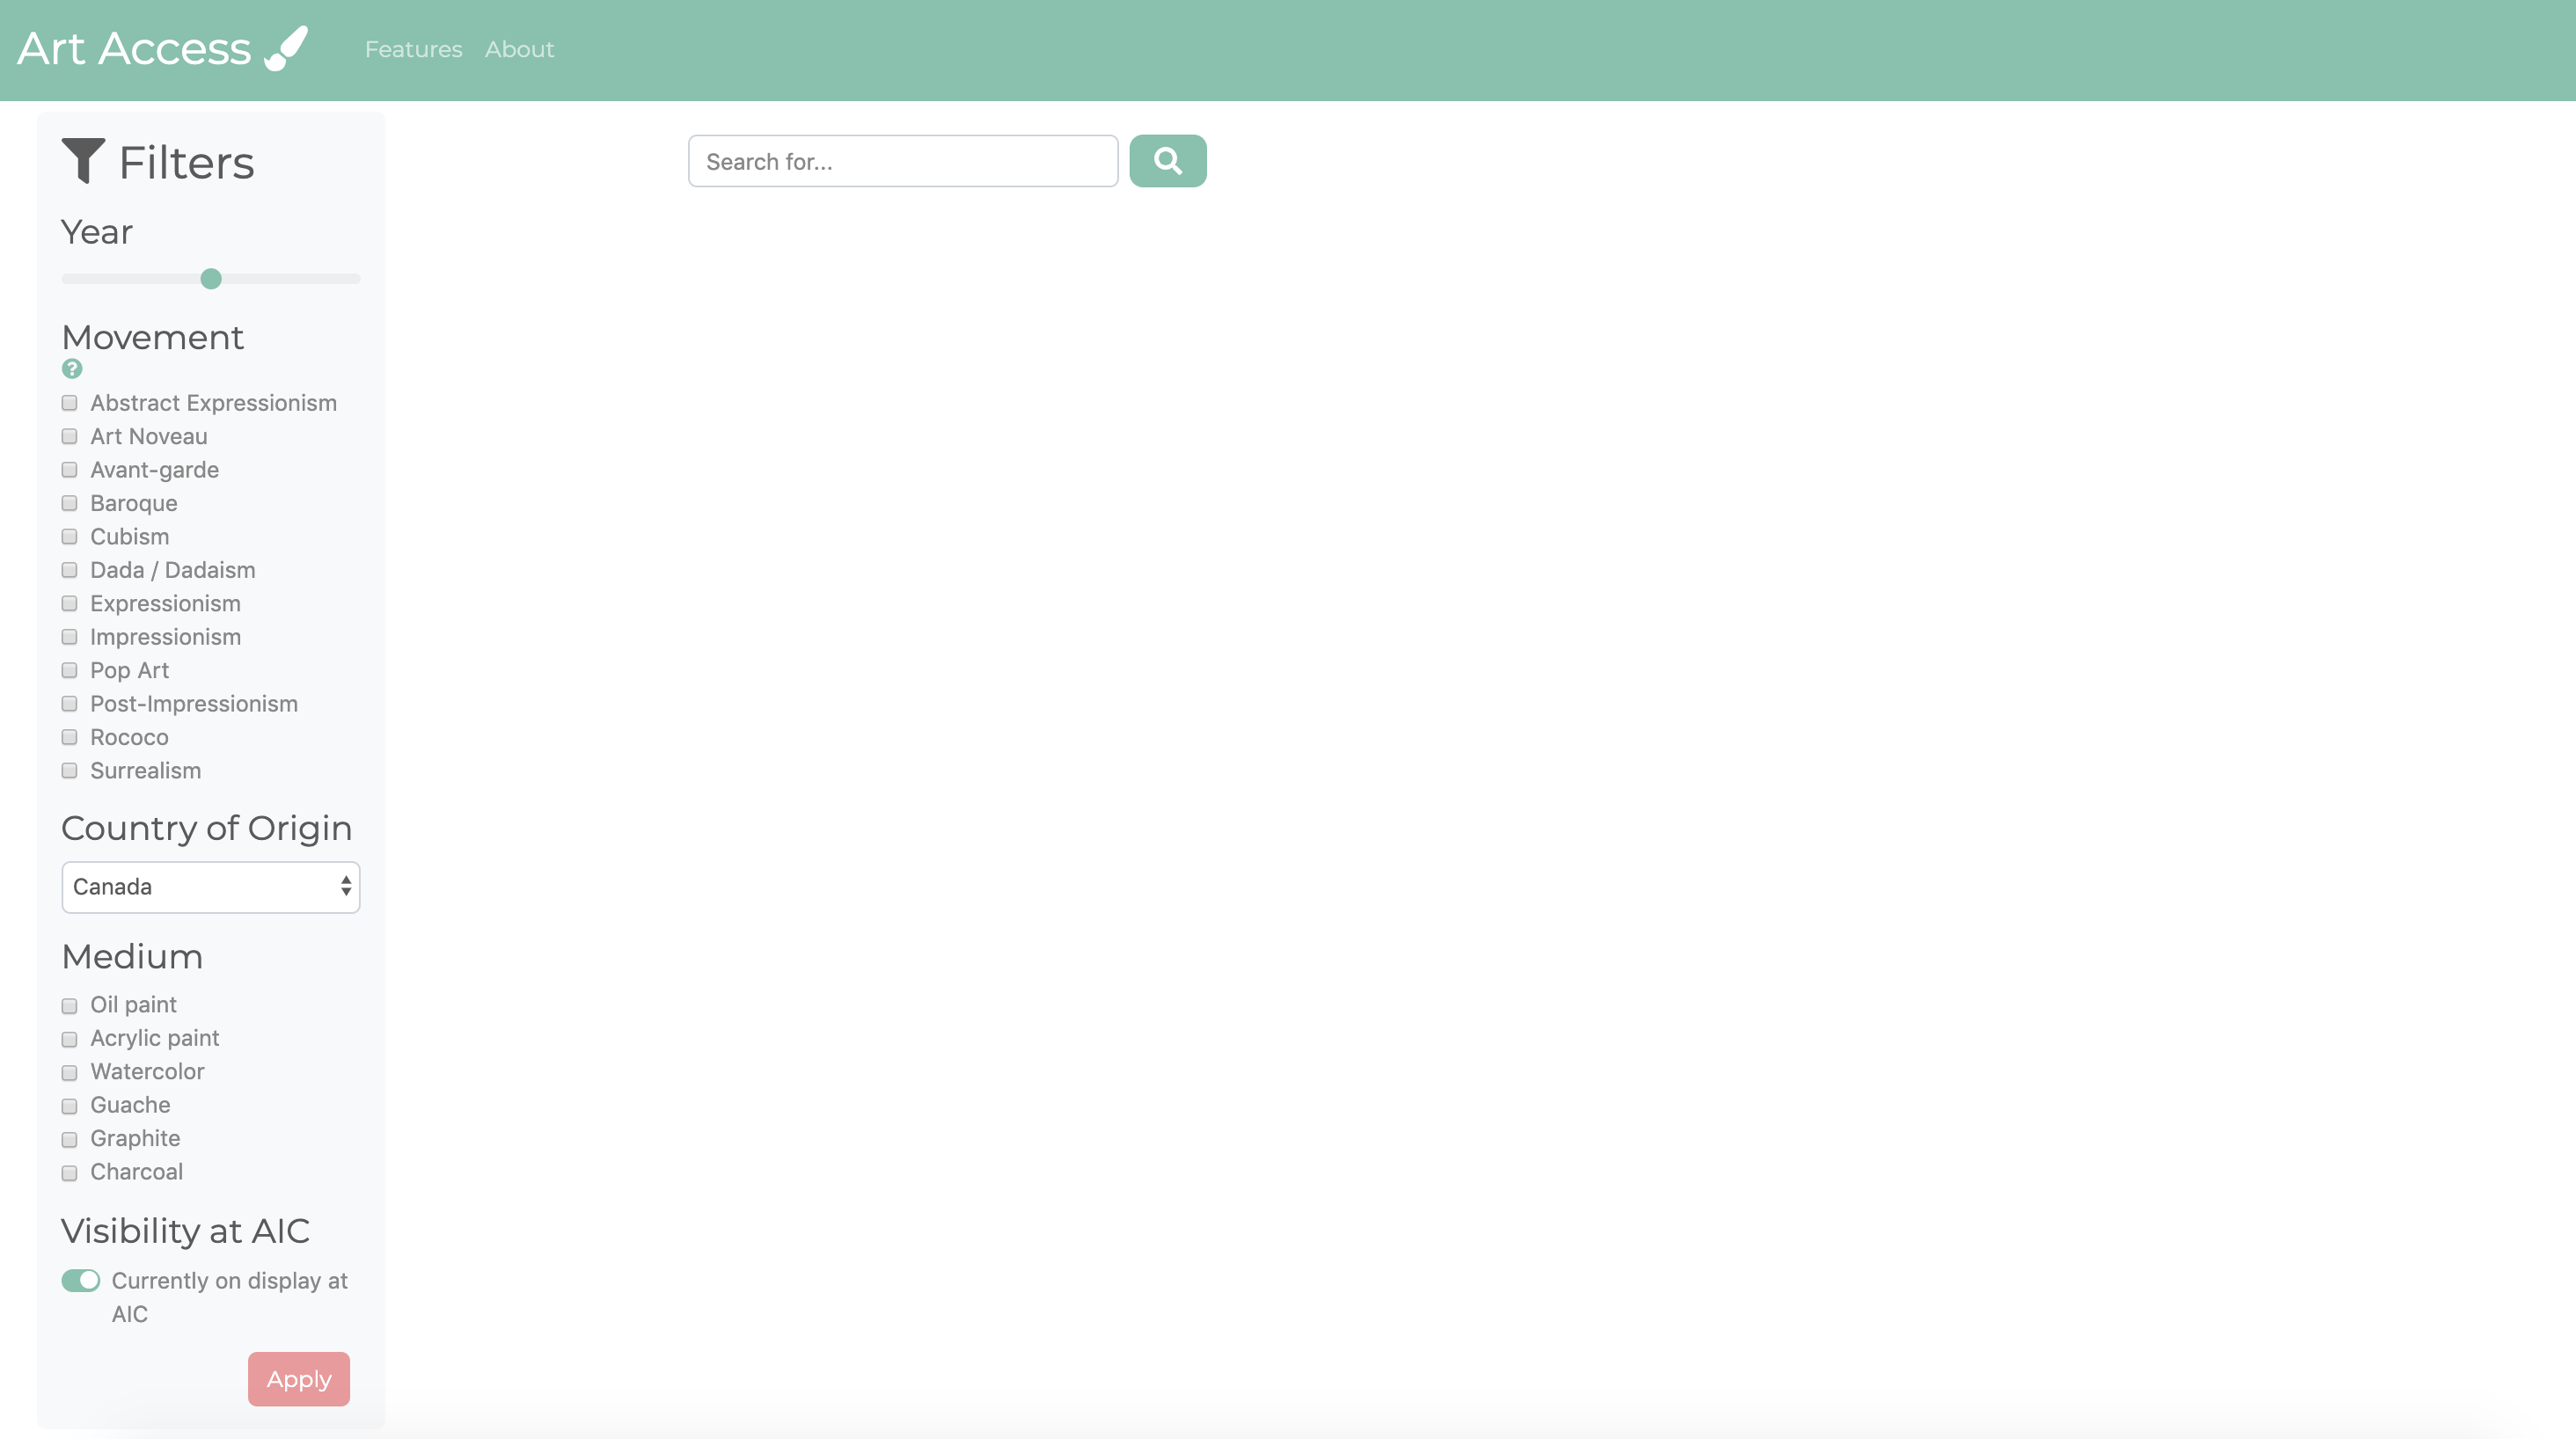 Art Access
Features
About
Filters
Search for...
Year
Movement
?
Abstract Expressionism
Art Noveau
Avant-garde
Baroque
Cubism
Dada / Dadaism
Expressionism
Impressionism
Pop Art
Post-Impressionism
Rococo
Surrealism
Country of Origin
Canada
Medium
Oil paint
Acrylic paint
Watercolor
Guache
Graphite
Charcoal
Visibility at AIC
Currently on display at
AIC
Apply